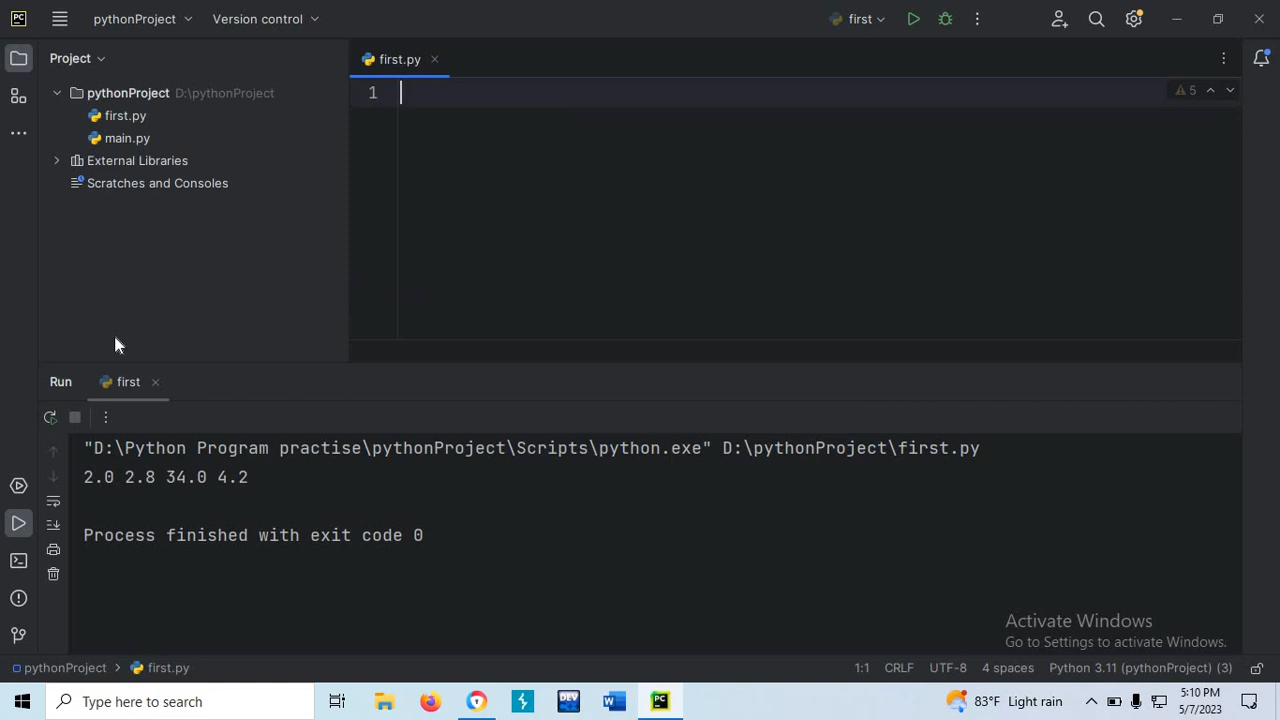 PC pythonProject Version control first
Project
first.py
pythonProject D:\pythonProject
1
5
first.py
main.py
External Libraries
Scratches and Consoles
Run first
"D:\Python Program practise\pythonProject\Scripts\python.exe" D:\pythonProject\first.py
2.0 2.8 34.0 4.2
Process finished with exit code 0
Activate Windows
Go to Settings to activate Windows.
pythonProject > first.py 1:1 CRLF UTF-8 4 spaces Python 3.11 (pythonProject) (3)
Type here to search DEV W PC 83°F Light rain 5:10 PM
5/7/2023